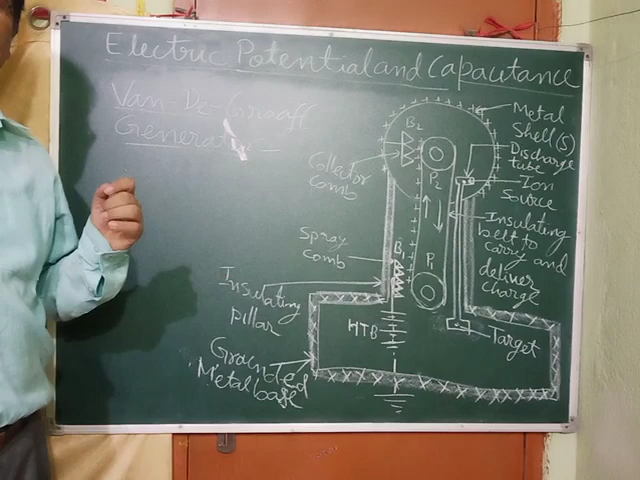 Electric Potential and Capacitance
Van-De-Graaff
Generator
Metal
Shell(S)
Discharge
tube
Ion
Source
Insulating
belt to
carry and
deliver
charge
Target
B₂
Collector
comb
P₂
Spray
comb
B₁
P₁
Insulating
pillar
HTB
Grounded
Metal base